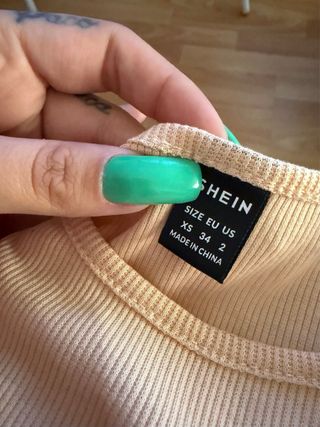 SHEIN
SIZE EU US
XS 34 2
MADE IN CHINA